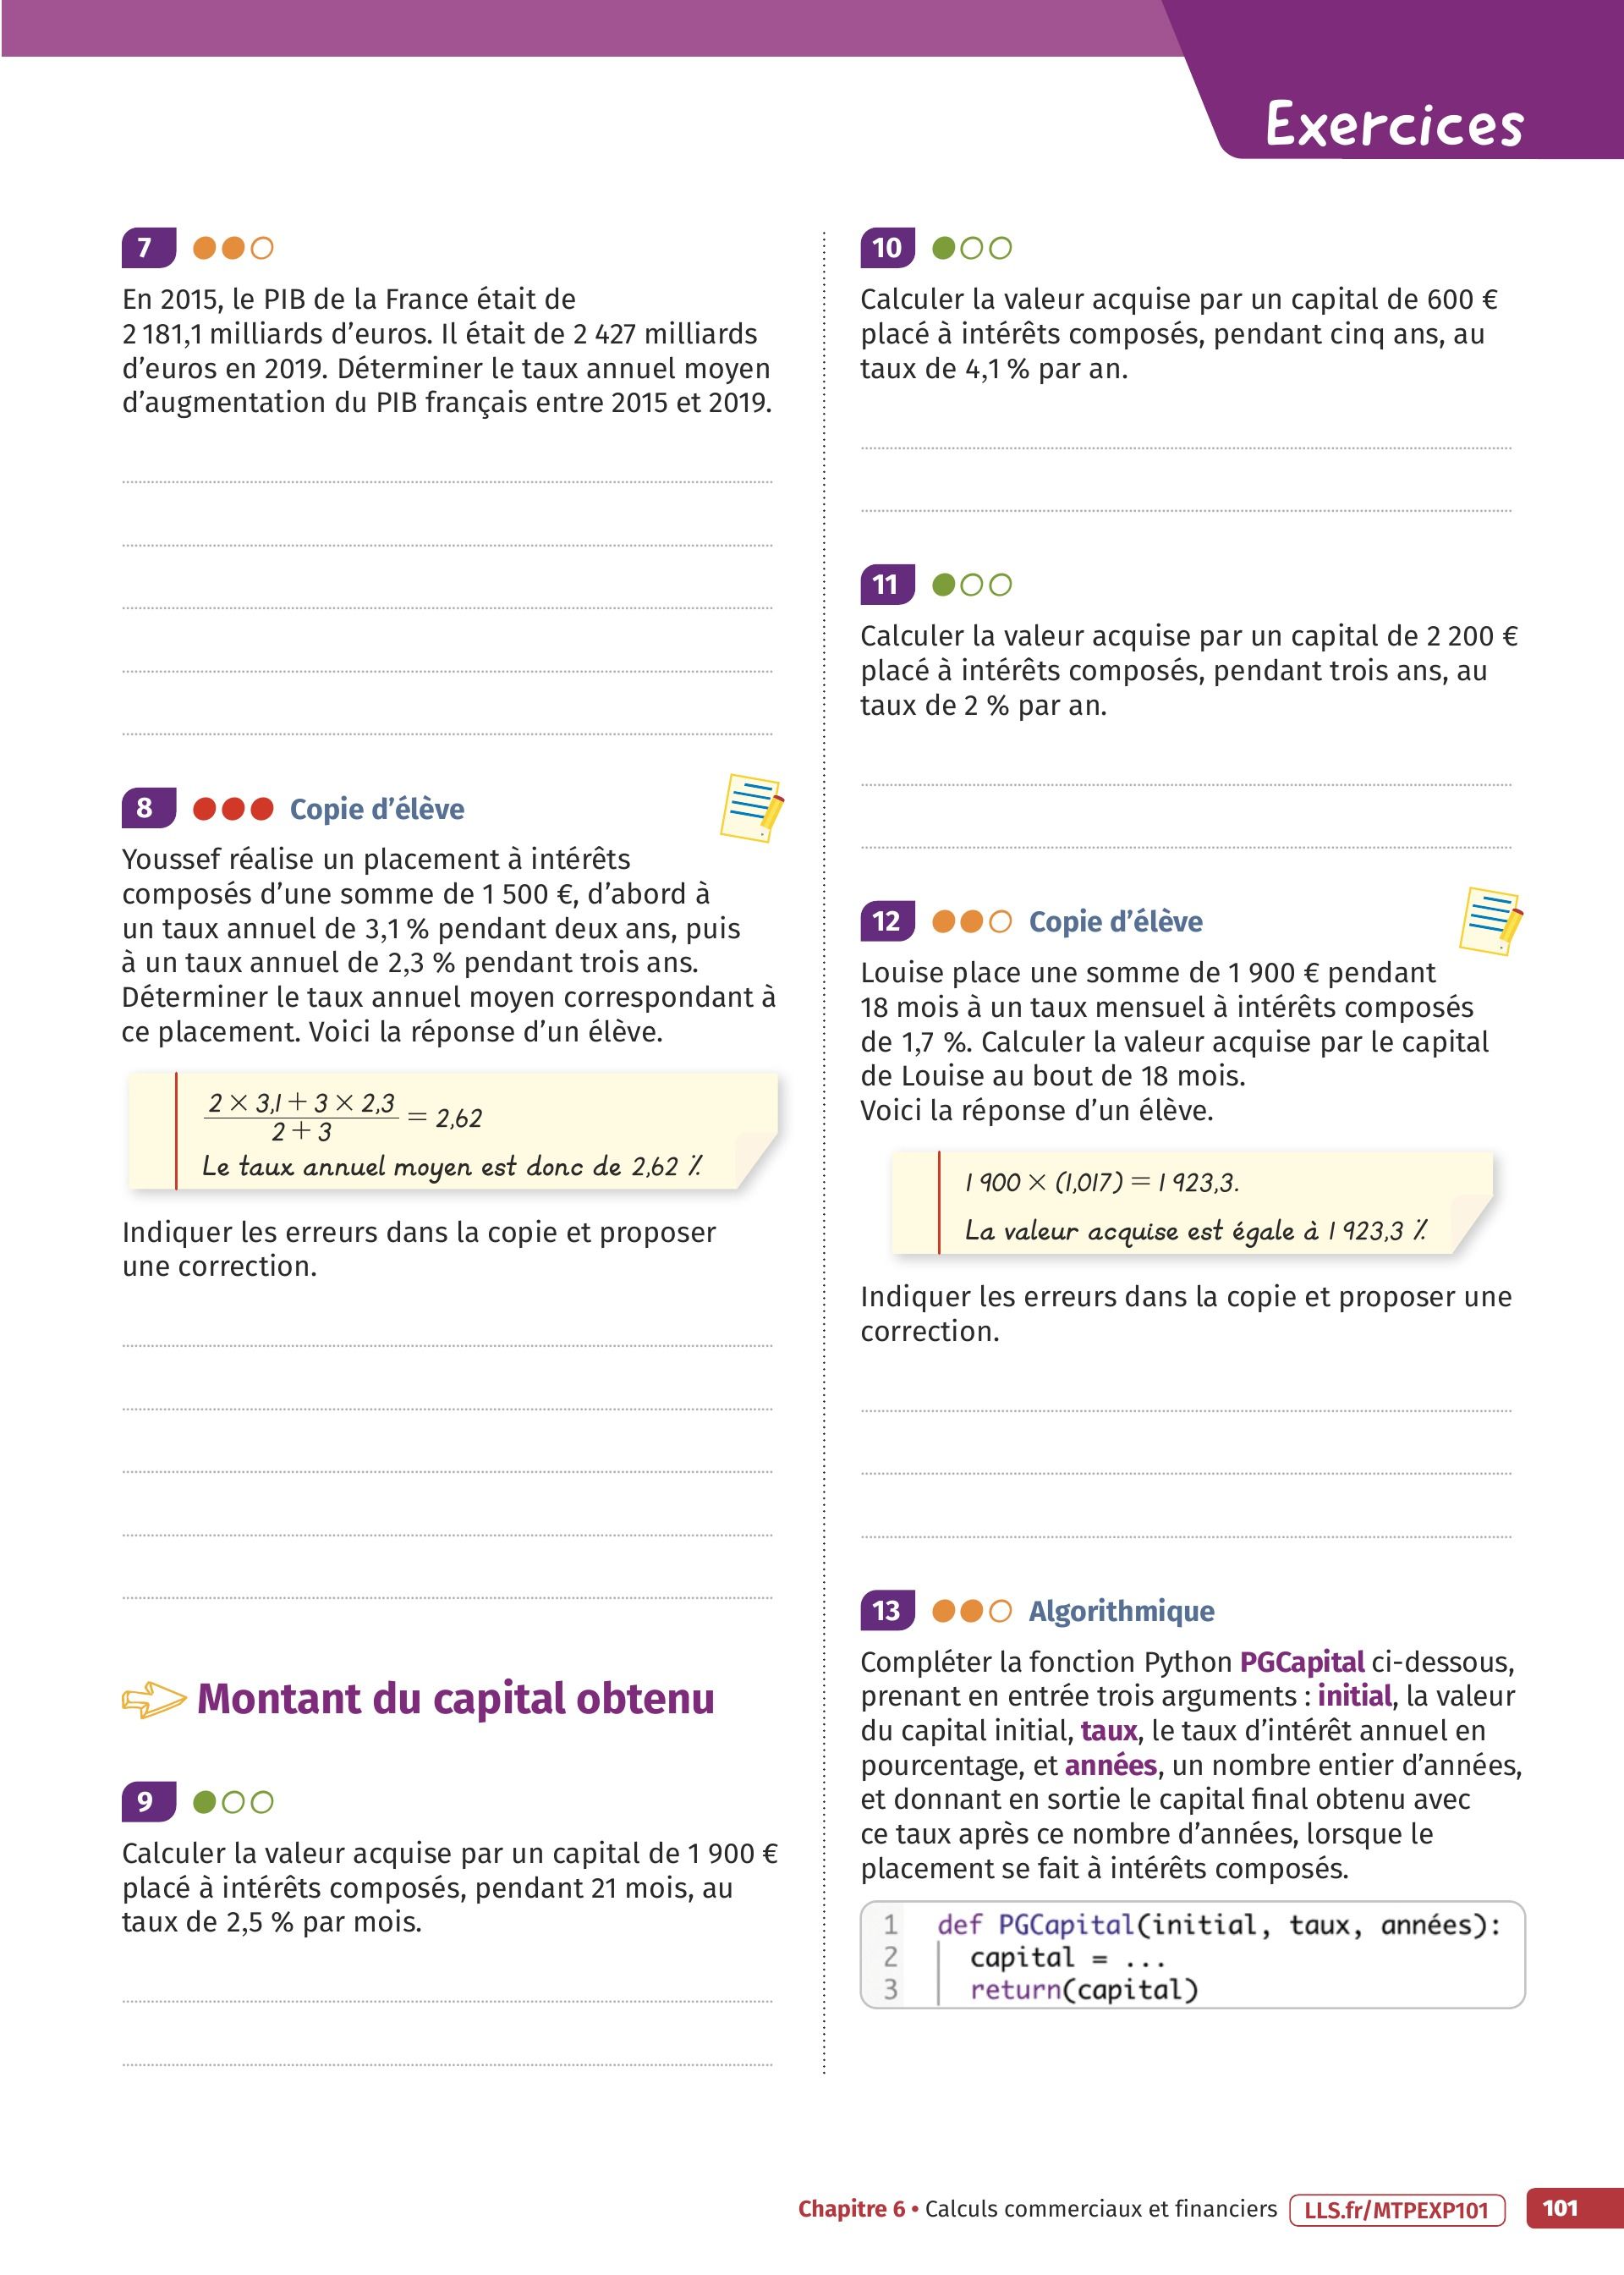 Exercices
7
En 2015, le PIB de la France était de
2 181,1 milliards d’euros. Il était de 2 427 milliards
d’euros en 2019. Déterminer le taux annuel moyen
d’augmentation du PIB français entre 2015 et 2019.
8 Copie d’élève
Youssef réalise un placement à intérêts
composés d’une somme de 1 500 €, d’abord à
un taux annuel de 3,1 % pendant deux ans, puis
à un taux annuel de 2,3 % pendant trois ans.
Déterminer le taux annuel moyen correspondant à
ce placement. Voici la réponse d’un élève.
2 × 3,1 + 3 × 2,3
2 + 3
= 2,62
Le taux annuel moyen est donc de 2,62 %.
Indiquer les erreurs dans la copie et proposer
une correction.
Montant du capital obtenu
9
Calculer la valeur acquise par un capital de 1 900 €
placé à intérêts composés, pendant 21 mois, au
taux de 2,5 % par mois.
10
Calculer la valeur acquise par un capital de 600 €
placé à intérêts composés, pendant cinq ans, au
taux de 4,1 % par an.
11
Calculer la valeur acquise par un capital de 2 200 €
placé à intérêts composés, pendant trois ans, au
taux de 2 % par an.
12 Copie d’élève
Louise place une somme de 1 900 € pendant
18 mois à un taux mensuel à intérêts composés
de 1,7 %. Calculer la valeur acquise par le capital
de Louise au bout de 18 mois.
Voici la réponse d’un élève.
1 900 × (1,017) = 1 923,3.
La valeur acquise est égale à 1 923,3 %.
Indiquer les erreurs dans la copie et proposer une
correction.
13 Algorithmique
Compléter la fonction Python PGCapital ci-dessous,
prenant en entrée trois arguments : initial, la valeur
du capital initial, taux, le taux d’intérêt annuel en
pourcentage, et années, un nombre entier d’années,
et donnant en sortie le capital final obtenu avec
ce taux après ce nombre d’années, lorsque le
placement se fait à intérêts composés.
1 def PGCapital(initial, taux, années):
2 capital = ...
3 return(capital)
Chapitre 6 • Calculs commerciaux et financiers LLS.fr/MTPEXP101 101